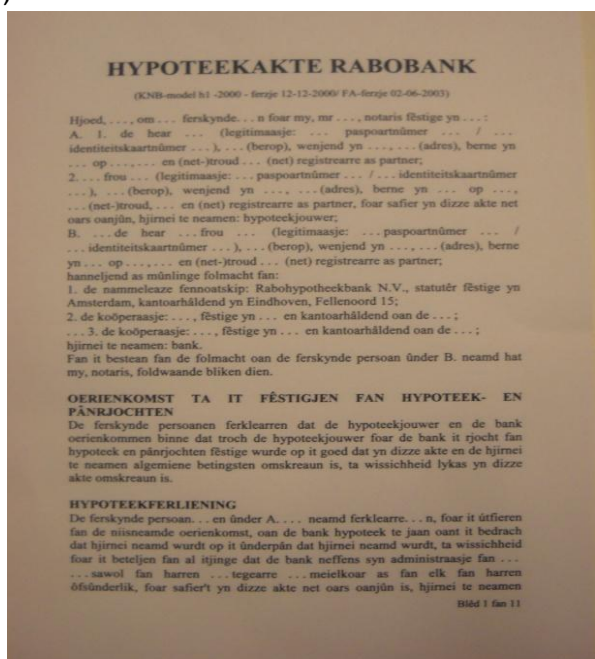 HYPOTEEKAKTE RABOBANK
(KNB-model h1 -2000 - ferzje 12-12-2000/ FA-ferzje 02-06-2003)
Hjoed, . . . , om . . . ferskynde. . . n foar my, mr . . . , notaris fêstige yn . . . :
A. 1. de hear ... (legitimaasje: ... paspoartnûmer ... / ...
identiteitskaartnûmer . . . ), . . . (berop), wenjend yn . . . , . . . (adres), berne yn
... op . . . , . . . en (net-)troud . . . (net) registrearre as partner;
2. . . . frou . . . (legitimaasje: . . . paspoartnûmer . . . / . . . identiteitskaartnûmer
. . . ), . . . (berop), wenjend yn . . . , . . . (adres), berne yn ... op . . . ,
. . . (net-)troud, . . . en (net) registrearre as partner, foar safier yn dizze akte net
oars oanjûn, hjirnei te neamen: hypoteekjouwer;
B. ...de hear ...frou ... (legitimaasje: ...paspoartnûmer ... /
. . . identiteitskaartnûmer . . . ), . . . (berop), wenjend yn . . . , . . . (adres), berne
yn . . . op . . . , . . . en (net-)troud . . . (net) registrearre as partner;
hanneljend as mûnlinge folmacht fan:
1. de nammeleaze fennoatskip: Rabohypotheekbank N.V., statutêr fêstige yn
Amsterdam, kantoarhâldend yn Eindhoven, Fellenoord 15;
2. de koöperaasje: . . . , fêstige yn . . . en kantoarhâldend oan de . . . ;
. . . 3. de koöperaasje: . . . , fêstige yn . . . en kantoarhâldend oan de . . . ;
hjirnei te neamen: bank.
Fan it bestean fan de folmacht oan de ferskynde persoan ûnder B. neamd hat
my, notaris, foldwaande bliken dien.
OERIENKOMST TA IT FÊSTIGJEN FAN HYPOTEEK- EN
PÂNRJOCHTEN
De ferskynde persoanen ferklearren dat de hypoteekjouwer en de bank
oerienkommen binne dat troch de hypoteekjouwer foar de bank it rjocht fan
hypoteek en pânrjochten fêstige wurde op it goed dat yn dizze akte en de hjirnei
te neamen algemiene betingsten omskreaun is, ta wissichheid lykas yn dizze
akte omskreaun is.
HYPOTEEKFERLIENING
De ferskynde persoan. . . en ûnder A. . . . neamd ferklearre. . . n, foar it útfieren
fan de niisneamde oerienkomst, oan de bank hypoteek te jaan oant it bedrach
dat hjirnei neamd wurdt op it ûnderpân dat hjirnei neamd wurdt, ta wissichheid
foar it beteljen fan al itjinge dat de bank neffens syn administraasje fan . . .
. . . sawol fan harren . . . tegearre . . . meielkoar as fan elk fan harren
ôfsûnderlik, foar safier't yn dizze akte net oars oanjûn is, hjirnei te neamen
Blêd 1 fan 11